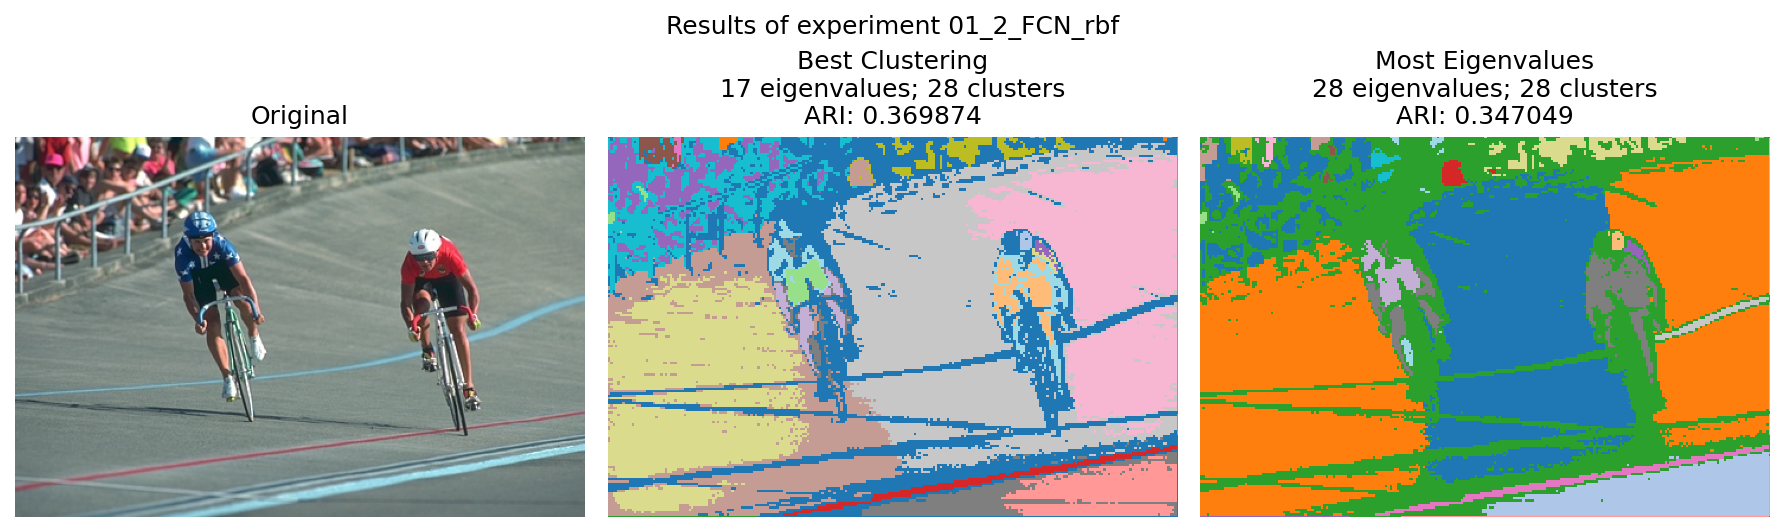 Results of experiment 01_2_FCN_rbf
Original
Best Clustering
17 eigenvalues; 28 clusters
ARI: 0.369874
Most Eigenvalues
28 eigenvalues; 28 clusters
ARI: 0.347049